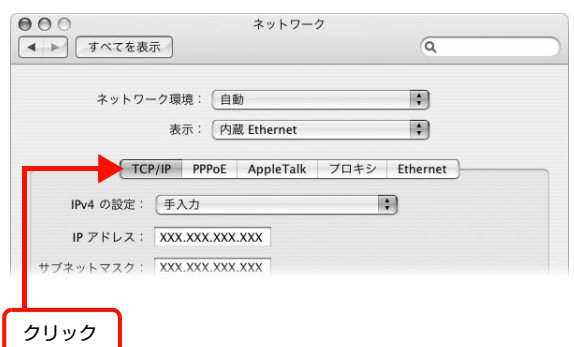 ネットワーク
すべてを表示
ネットワーク環境： 自動
表示： 内蔵 Ethernet
TCP/IP PPPoE AppleTalk プロキシ Ethernet
IPv4 の設定： 手入力
IP アドレス： XXX.XXX.XXX.XXX
サブネットマスク： XXX.XXX.XXX.XXX
クリック